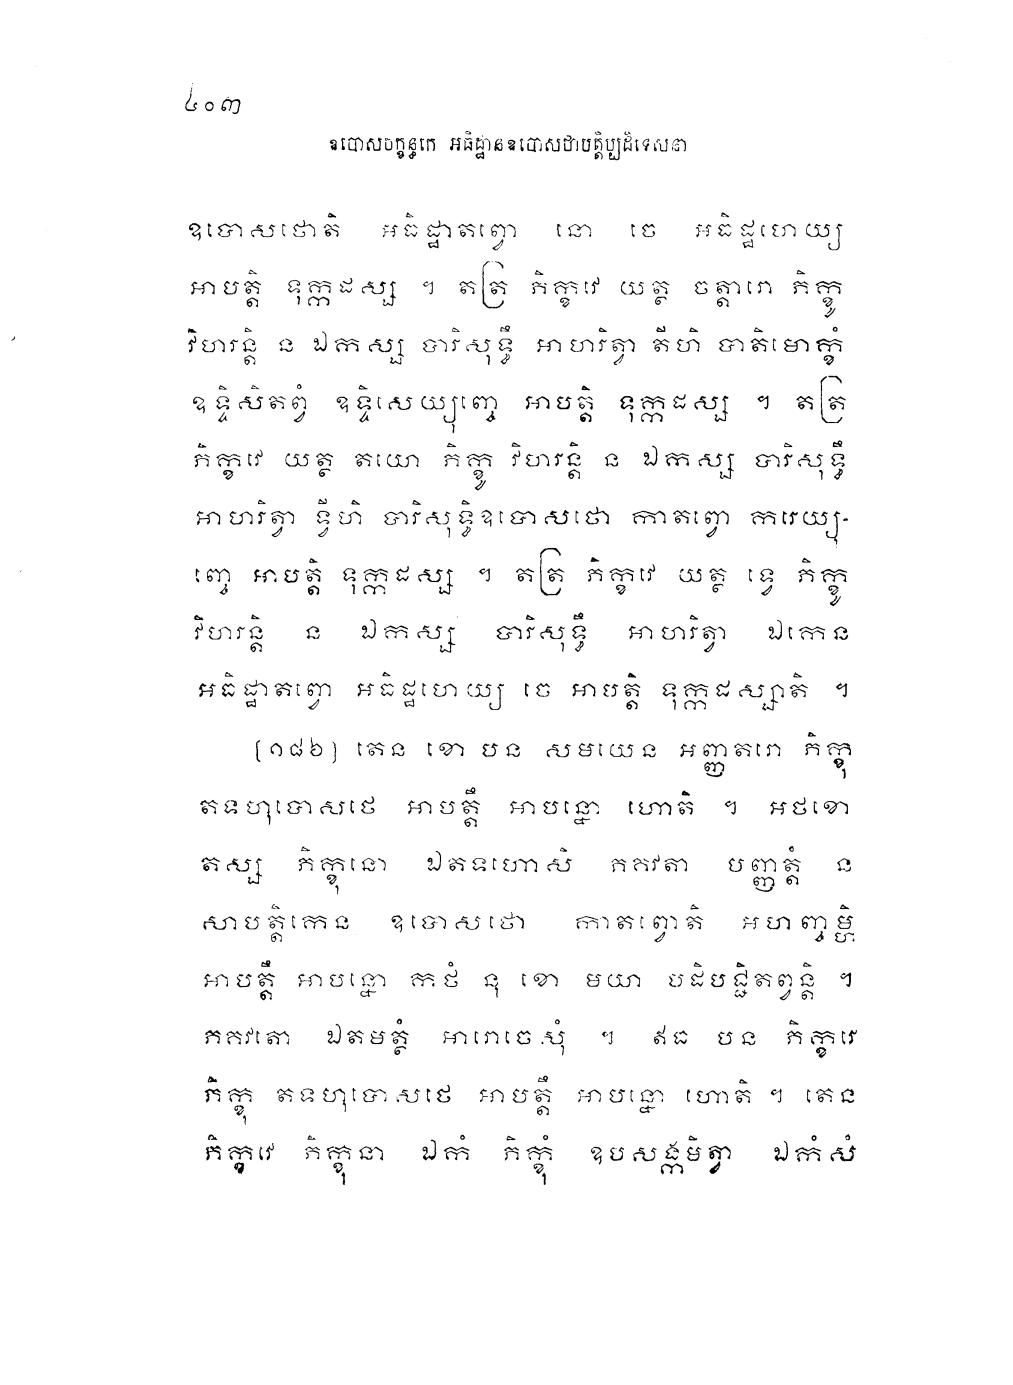 ៤០៣
ឧបោសថក្ខន្ធកេ អធិដ្ឋានឧបោសថាបត្តិប្បដិទេសនា
ឧបោសថោតិ អធិដ្ឋាតព្វោ នោ ចេ អធិដ្ឋហេយ្យ
អាបត្តិ ទុក្កដស្ស ។ តត្រ ភិក្ខវេ យត្ថ ចត្តារោ ភិក្ខូ
វិហរន្តិ ន ឯកស្ស បារិសុទ្ធឹ អាហរិត្វា តីហិ បាតិមោក្ខំ
ឧទ្ទិសិតព្វំ ឧទ្ទិសេយ្យុញ្ចេ អាបត្តិ ទុក្កដស្ស ។ តត្រ
ភិក្ខវេ យត្ថ តយោ ភិក្ខូ វិហរន្តិ ន ឯកស្ស បារិសុទ្ធឹ
អាហរិត្វា ទ្វីហិ បារិសុទ្ធិឧបោសថោ កាតព្វោ ករេយ្យុ-
ញ្ចេ អាបត្តិ ទុក្កដស្ស ។ តត្រ ភិក្ខវេ យត្ថ ទ្វេ ភិក្ខូ
វិហរន្តិ ន ឯកស្ស បារិសុទ្ធឹ អាហរិត្វា ឯកេន
អធិដ្ឋាតព្វោ អធិដ្ឋហេយ្យ ចេ អាបត្តិ ទុក្កដស្សាតិ ។
(១៨៦) តេន ខោ បន សមយេន អញ្ញតរោ ភិក្ខុ
តទហុបោសថេ អាបត្តឹ អាបន្នោ ហោតិ ។ អថខោ
តស្ស ភិក្ខុនោ ឯតទហោសិ ភគវតា បញ្ញត្តំ ន
សាបត្តិកេន ឧបោសថោ កាតព្វោតិ អហញ្ចម្ហិ
អាបត្តឹ អាបន្នោ កថំ នុ ខោ មយា បដិបជ្ជិតព្វន្តិ ។
ភគវតោ ឯតមត្ថំ អារោចេសុំ ។ ឥធ បន ភិក្ខវេ
ភិក្ខុ តទហុបោសថេ អាបត្តឹ អាបន្នោ ហោតិ ។ តេន
ភិក្ខវេ ភិក្ខុនា ឯកំ ភិក្ខុំ ឧបសង្កមិត្វា ឯកំសំ